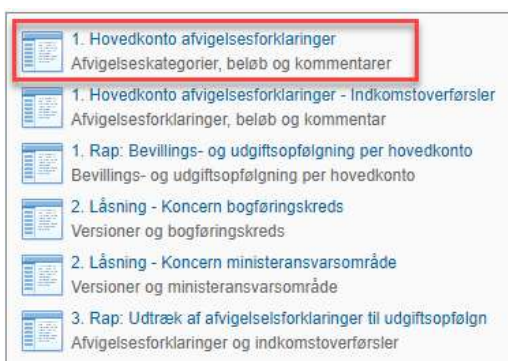 1. Hovedkonto afvigelsesforklaringer
Afvigelseskategorier, beløb og kommentarer
1. Hovedkonto afvigelsesforklaringer - Indkomstoverførsler
Afvigelsesforklaringer, beløb og kommentar
1. Rap: Bevillings- og udgiftsopfølgning per hovedkonto
Bevillings- og udgiftsopfølgning per hovedkonto
2. Låsning - Koncern bogføringskreds
Versioner og bogføringskreds
2. Låsning - Koncern ministeransvarsområde
Versioner og ministeransvarsområde
3. Rap: Udtræk af afvigelselsforklaringer til udgiftsopfølgn
Afvigelsesforklaringer og indkomstoverførsler